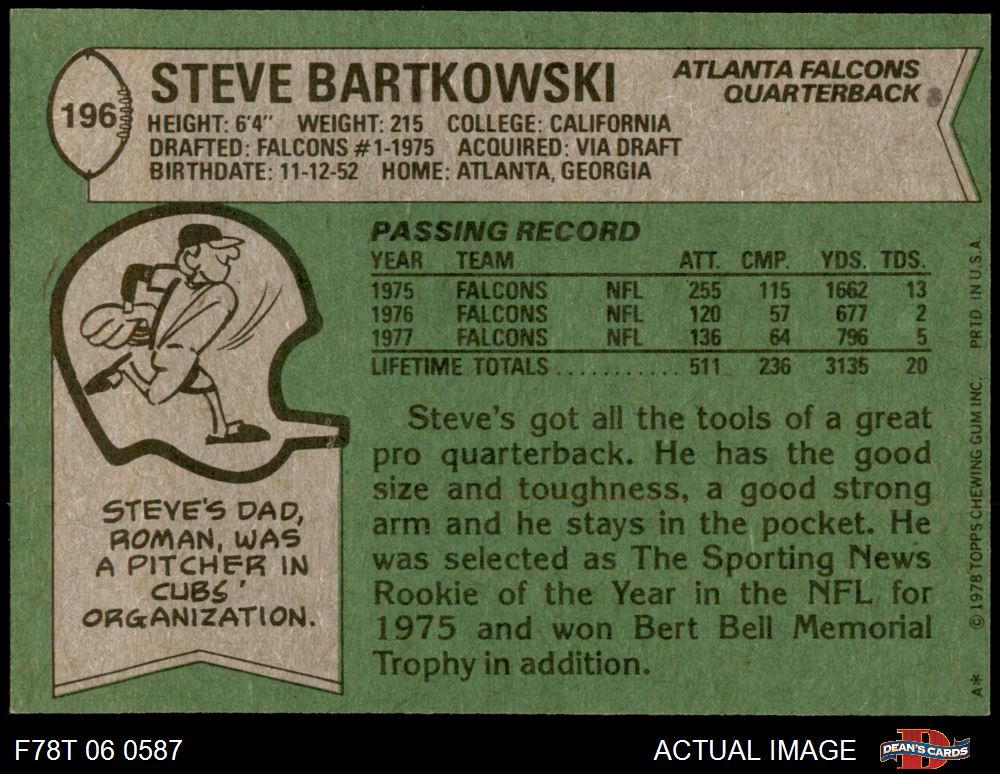 196
STEVE BARTKOWSKI
ATLANTA FALCONS
QUARTERBACK
HEIGHT: 6'4" WEIGHT: 215 COLLEGE: CALIFORNIA
DRAFTED: FALCONS #1-1975 ACQUIRED: VIA DRAFT
BIRTHDATE: 11-12-52 HOME: ATLANTA, GEORGIA
PASSING RECORD
YEAR TEAM ATT. CMP. YDS. TDS.
1975 FALCONS NFL 255 115 1662 13
1976 FALCONS NFL 120 57 677 2
1977 FALCONS NFL 136 64 796 5
LIFETIME TOTALS ........... 511 236 3135 20
Steve's got all the tools of a great
pro quarterback. He has the good
size and toughness, a good strong
arm and he stays in the pocket. He
was selected as The Sporting News
Rookie of the Year in the NFL for
1975 and won Bert Bell Memorial
Trophy in addition.
STEVE'S DAD,
ROMAN, WAS
A PITCHER IN
CUBS'
ORGANIZATION.
A* © 1978 TOPPS CHEWING GUM INC. PRTD. IN U.S.A.
F78T 06 0587
ACTUAL IMAGE
DEAN'S CARDS